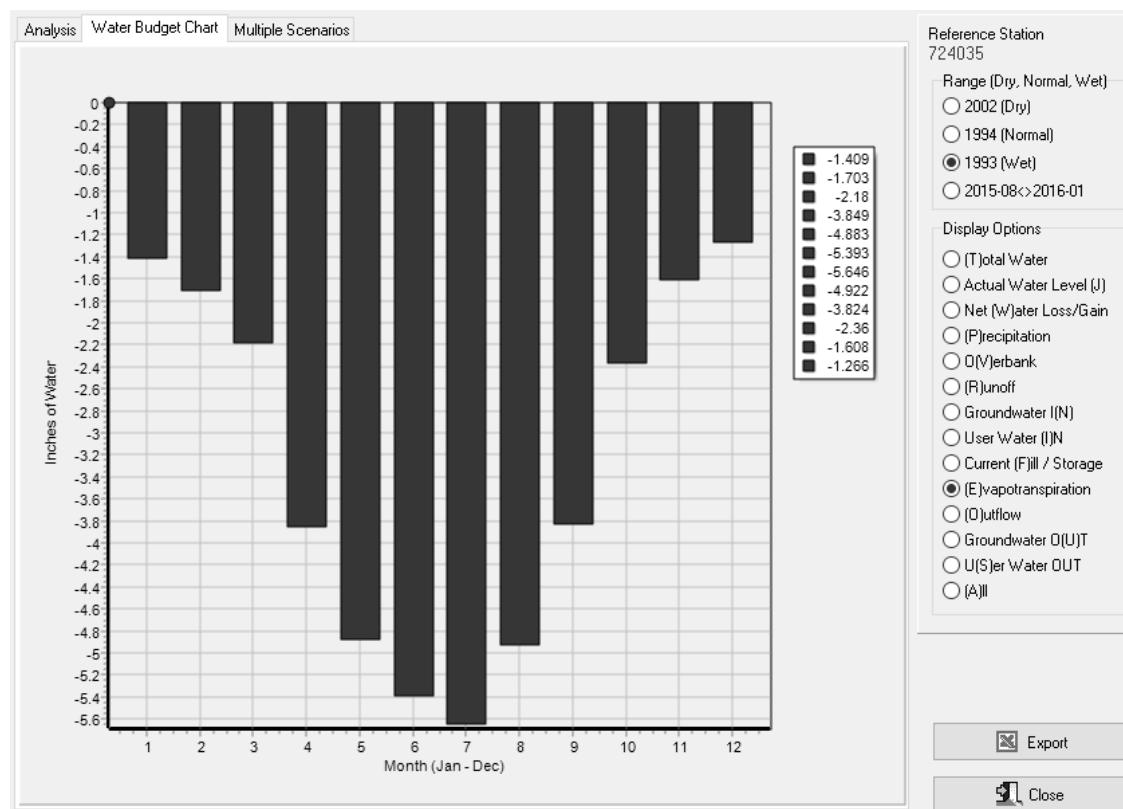 Analysis
Water Budget Chart
Multiple Scenarios
0
-0.2
-0.4
-0.6
-0.8
-1
-1.2
-1.4
-1.6
-1.8
-2
-2.2
-2.4
-2.6
-2.8
-3
-3.2
-3.4
-3.6
-3.8
-4
-4.2
-4.4
-4.6
-4.8
-5
-5.2
-5.4
-5.6
Inches of Water
1 2 3 4 5 6 7 8 9 10 11 12
Month (Jan - Dec)
-1.409
-1.703
-2.18
-3.849
-4.883
-5.393
-5.646
-4.922
-3.824
-2.36
-1.608
-1.266
Reference Station
724035
Range (Dry, Normal, Wet)
2002 (Dry)
1994 (Normal)
1993 (Wet)
2015-08<>2016-01
Display Options
(T)otal Water
Actual Water Level (J)
Net (W)ater Loss/Gain
(P)recipitation
O(V)erbank
(R)unoff
Groundwater I(N)
User Water (I)N
Current (F)ill / Storage
(E)vapotranspiration
(O)utflow
Groundwater O(U)T
U(S)er Water OUT
(A)ll
Export
Close